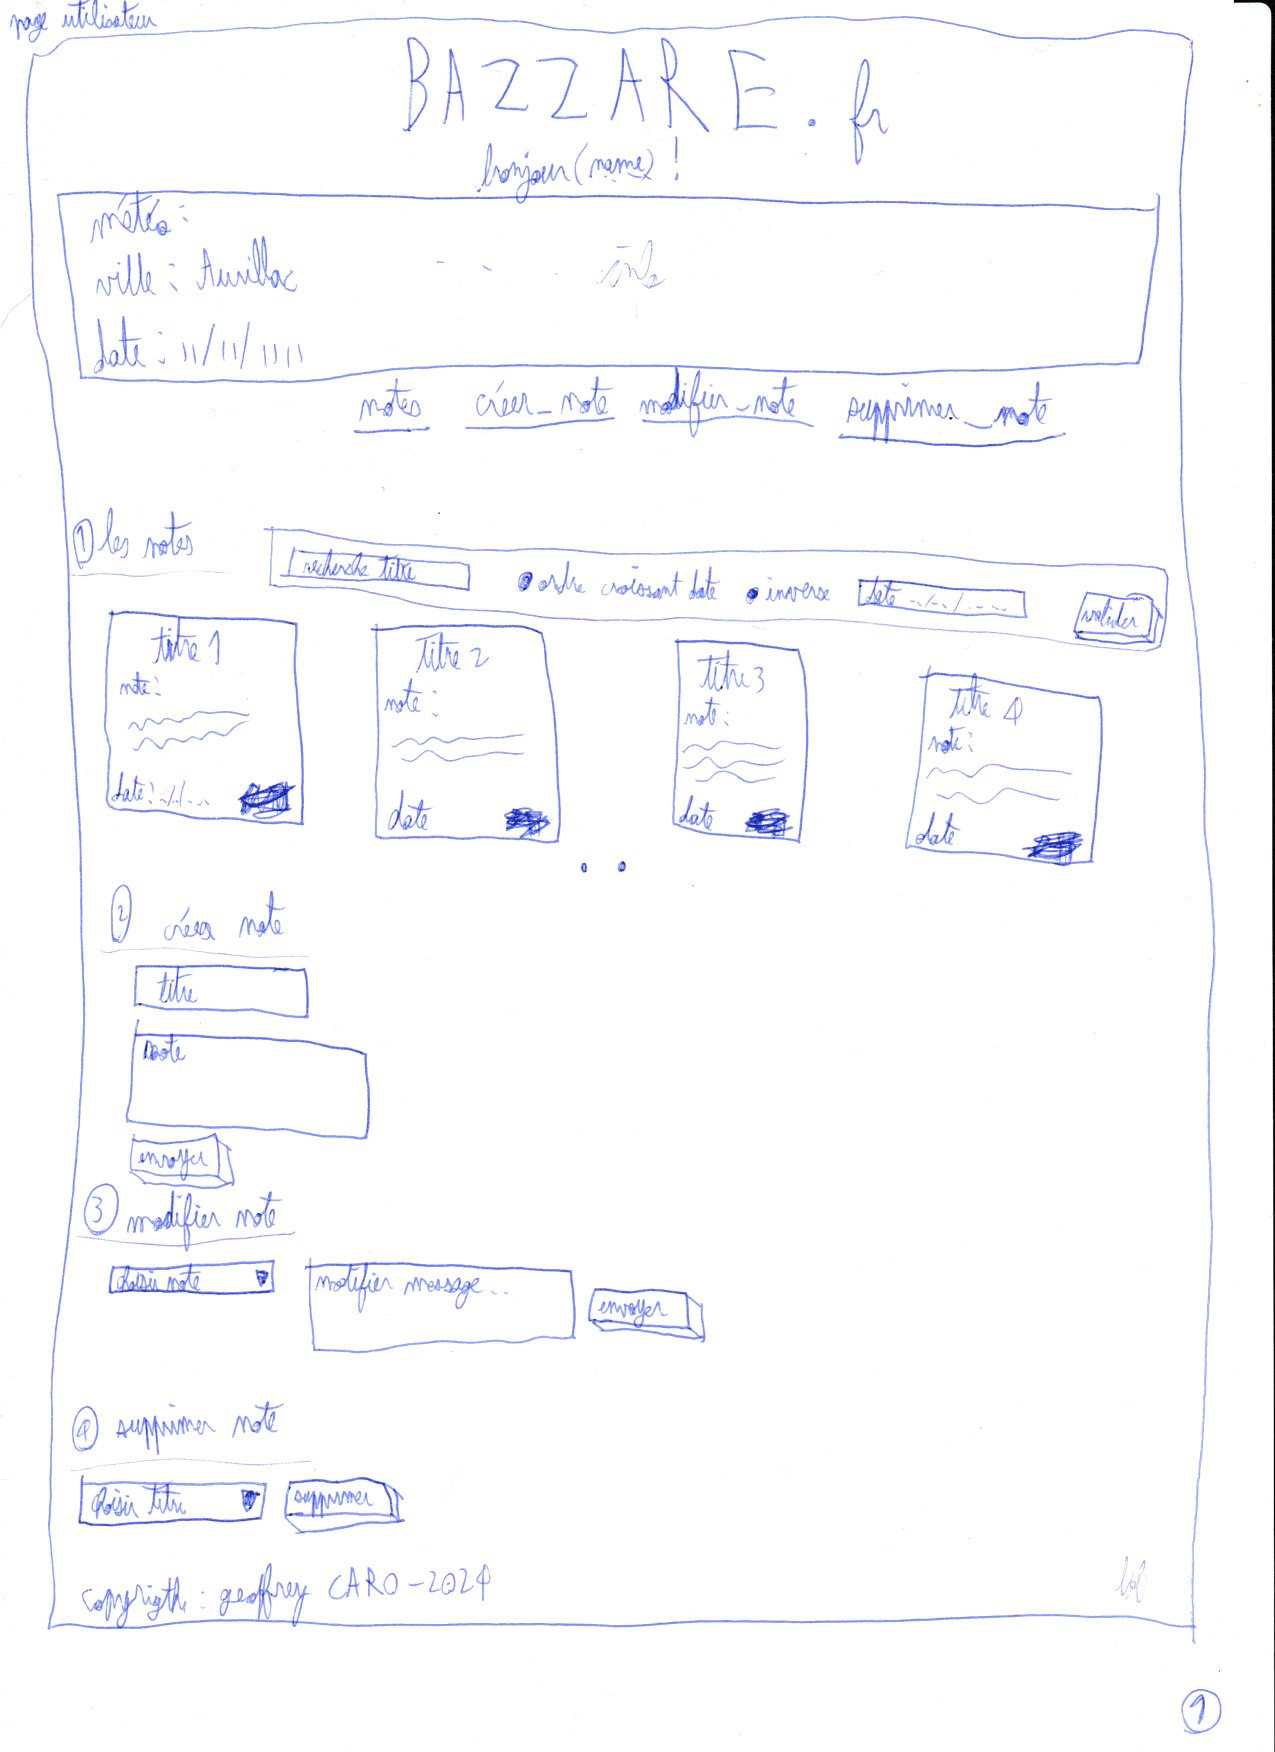 page utilisateur
BAZZARE.fr
bonjour (name) !
météo :
ville : Aurillac
date : 11/11/1111
notes créer_note modifier_note supprimer_note
① les notes
recherche titre • ordre croissant date • inverse date --/--/---- valider
titre 1 titre 2 titre 3 titre 4
note : note : note : note :
date : --/--/---- date date date
② créer note
titre
note
envoyer
③ modifier note
choisir note modifier message... envoyer
④ supprimer note
choisir titre supprimer
copyrigth : geoffrey CARO-2024
①